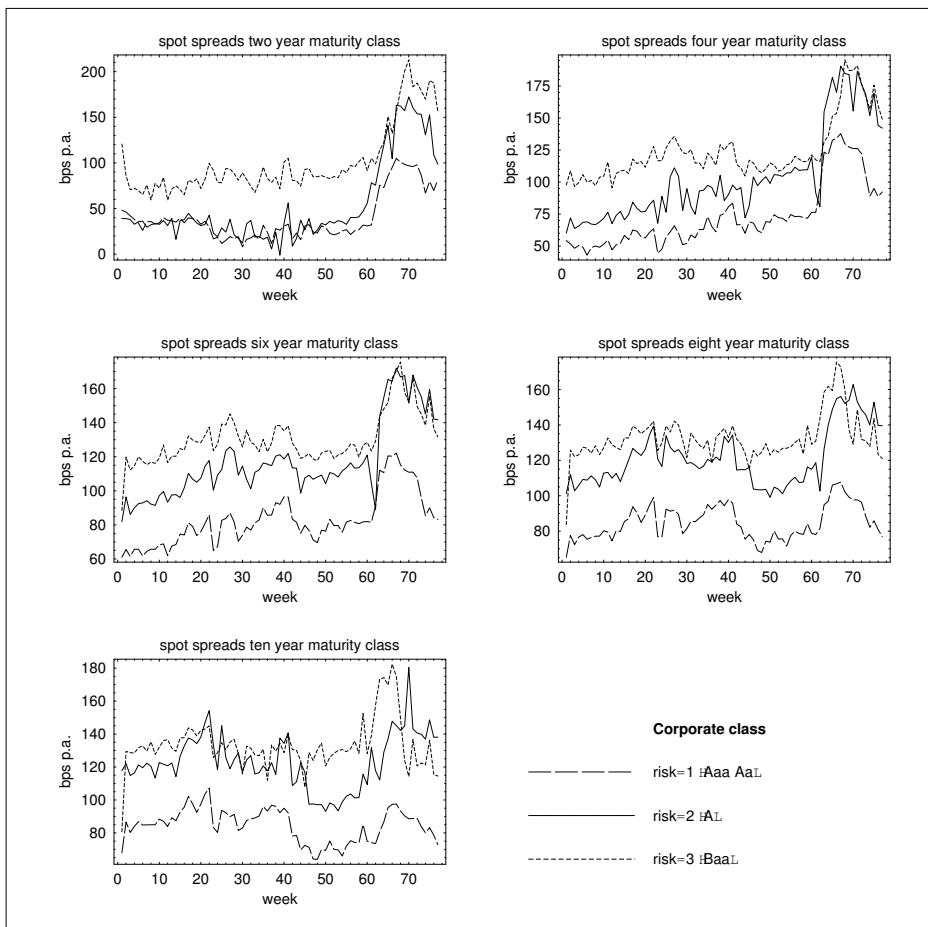 spot spreads two year maturity class
200
150
100
50
0
bps p.a.
0 10 20 30 40 50 60 70
week
spot spreads four year maturity class
175
150
125
100
75
50
bps p.a.
0 10 20 30 40 50 60 70
week
spot spreads six year maturity class
160
140
120
100
80
60
bps p.a.
0 10 20 30 40 50 60 70
week
spot spreads eight year maturity class
160
140
120
100
80
bps p.a.
0 10 20 30 40 50 60 70
week
spot spreads ten year maturity class
180
160
140
120
100
80
bps p.a.
0 10 20 30 40 50 60 70
week
Corporate class
risk=1 HAaa AaL
risk=2 HAL
risk=3 HBaaL